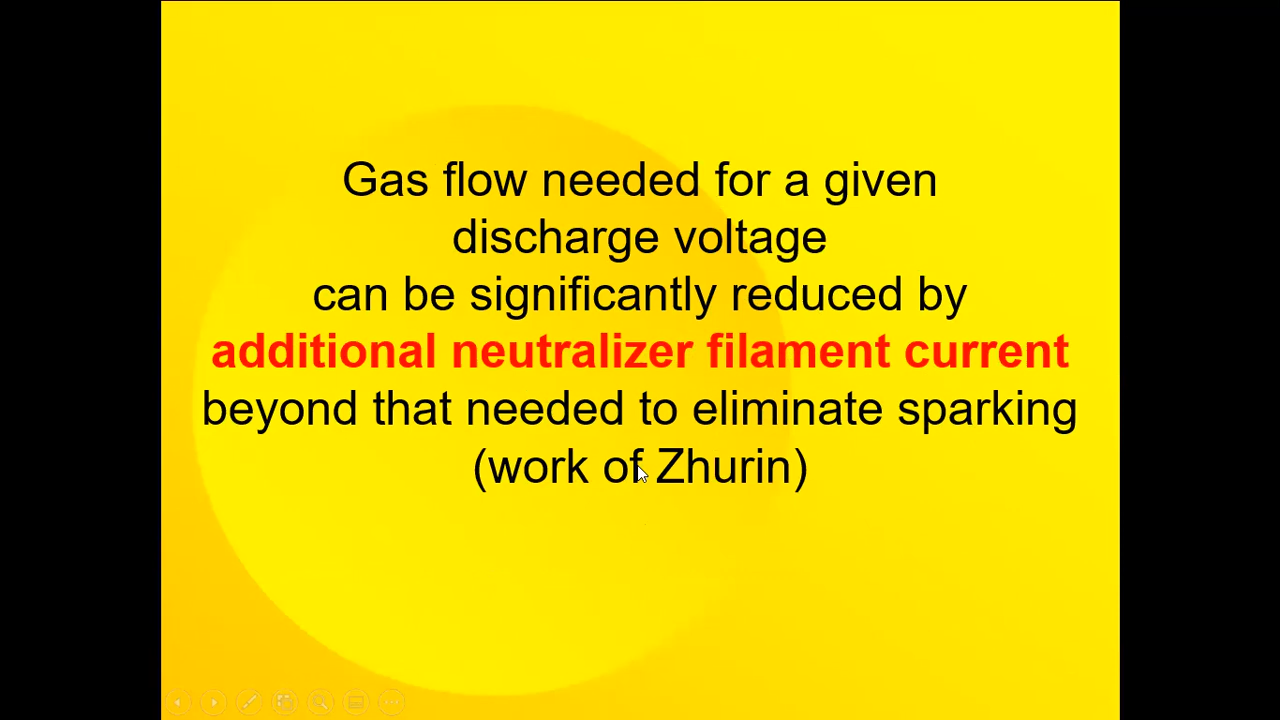 Gas flow needed for a given
discharge voltage
can be significantly reduced by
additional neutralizer filament current
beyond that needed to eliminate sparking
(work of Zhurin)